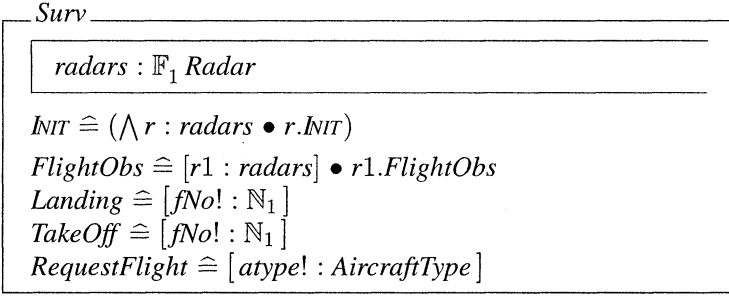 Surv
radars : 𝔽₁ Radar
INIT ≙ (⋀ r : radars • r.INIT)
FlightObs ≙ [r1 : radars] • r1.FlightObs
Landing ≙ [fNo! : ℕ₁]
TakeOff ≙ [fNo! : ℕ₁]
RequestFlight ≙ [atype! : AircraftType]